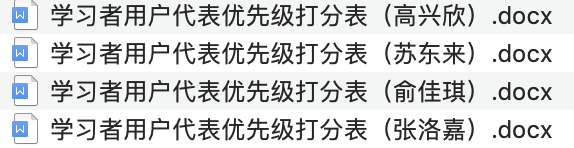 学习者用户代表优先级打分表（高兴欣）.docx
学习者用户代表优先级打分表（苏东来）.docx
学习者用户代表优先级打分表（俞佳琪）.docx
学习者用户代表优先级打分表（张洛嘉）.docx